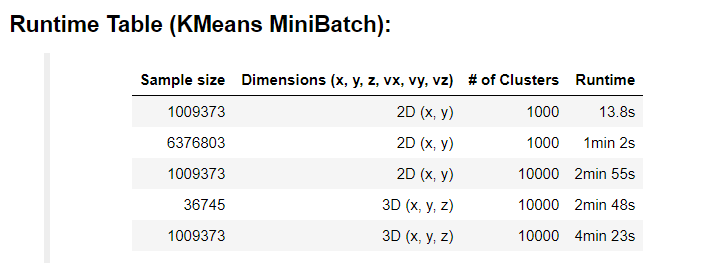 Runtime Table (KMeans MiniBatch):
Sample size Dimensions (x, y, z, vx, vy, vz) # of Clusters Runtime
1009373 2D (x, y) 1000 13.8s
6376803 2D (x, y) 1000 1min 2s
1009373 2D (x, y) 10000 2min 55s
36745 3D (x, y, z) 10000 2min 48s
1009373 3D (x, y, z) 10000 4min 23s